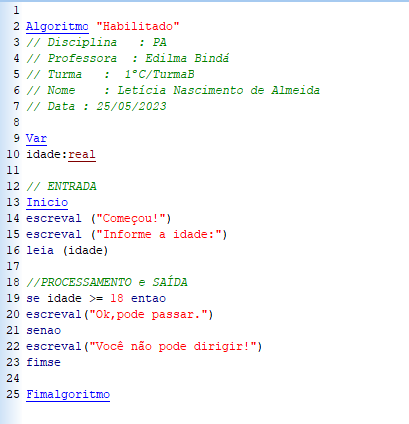 1
2 Algoritmo "Habilitado"
3 // Disciplina   : PA
4 // Professora  : Edilma Bindá
5 // Turma   :  1°C/TurmaB
6 // Nome    : Letícia Nascimento de Almeida
7 // Data : 25/05/2023
8
9 Var
10 idade:real
11
12 // ENTRADA
13 Inicio
14 escreval ("Começou!")
15 escreval ("Informe a idade:")
16 leia (idade)
17
18 //PROCESSAMENTO e SAÍDA
19 se idade >= 18 entao
20 escreval("Ok,pode passar.")
21 senao
22 escreval("Você não pode dirigir!")
23 fimse
24
25 Fimalgoritmo